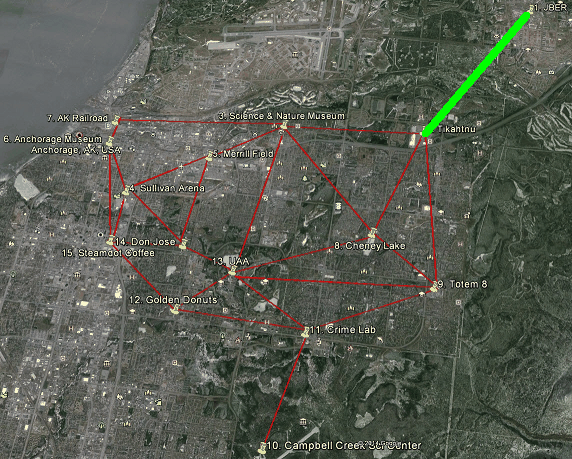 1. JBER
7. AK Railroad
3. Science & Nature Museum
Tikahtnu
6. Anchorage Museum
Anchorage, AK, USA
5. Merrill Field
4. Sullivan Arena
14. Don Jose
8. Cheney Lake
15. Steamdot Coffee
13. UAA
9. Totem 8
12. Golden Donuts
11. Crime Lab
10. Campbell Creek Sci Center